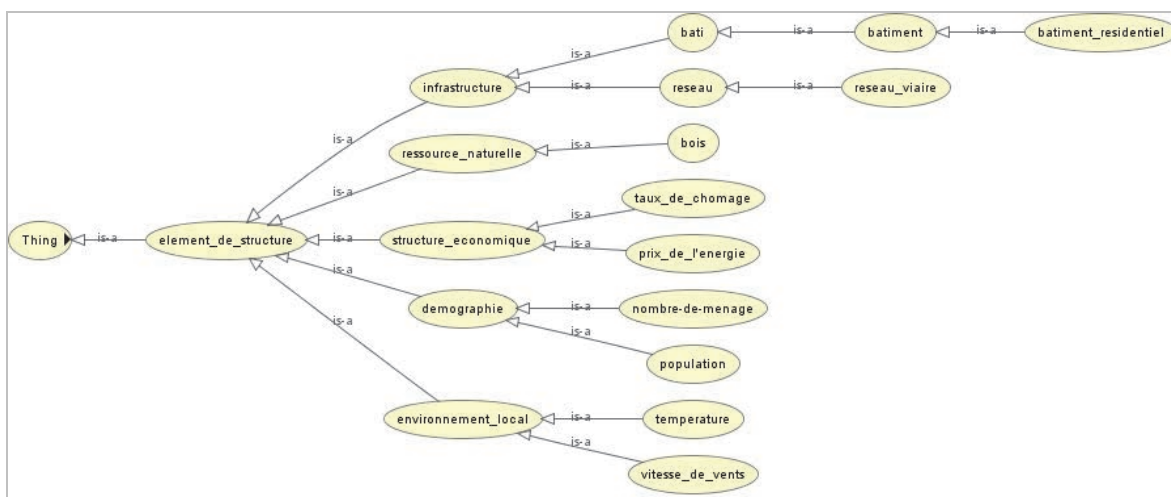 bati
is-a
batiment
is-a
batiment_residentiel
is-a
infrastructure
is-a
reseau
is-a
reseau_viaire
is-a
ressource_naturelle
is-a
bois
is-a
taux_de_chomage
is-a
Thing
is-a
element_de_structure
is-a
structure_economique
is-a
prix_de_l'energie
is-a
demographie
is-a
nombre-de-menage
is-a
population
is-a
environnement_local
is-a
temperature
is-a
vitesse_de_vents